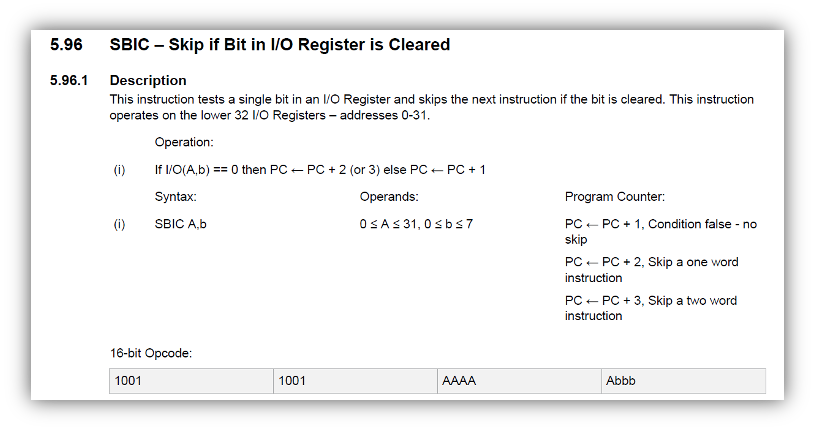 5.96 SBIC – Skip if Bit in I/O Register is Cleared
5.96.1 Description
This instruction tests a single bit in an I/O Register and skips the next instruction if the bit is cleared. This instruction
operates on the lower 32 I/O Registers – addresses 0-31.
Operation:
(i) If I/O(A,b) == 0 then PC ← PC + 2 (or 3) else PC ← PC + 1
Syntax: Operands: Program Counter:
(i) SBIC A,b 0 ≤ A ≤ 31, 0 ≤ b ≤ 7 PC ← PC + 1, Condition false - no
skip
PC ← PC + 2, Skip a one word
instruction
PC ← PC + 3, Skip a two word
instruction
16-bit Opcode:
1001 1001 AAAA Abbb